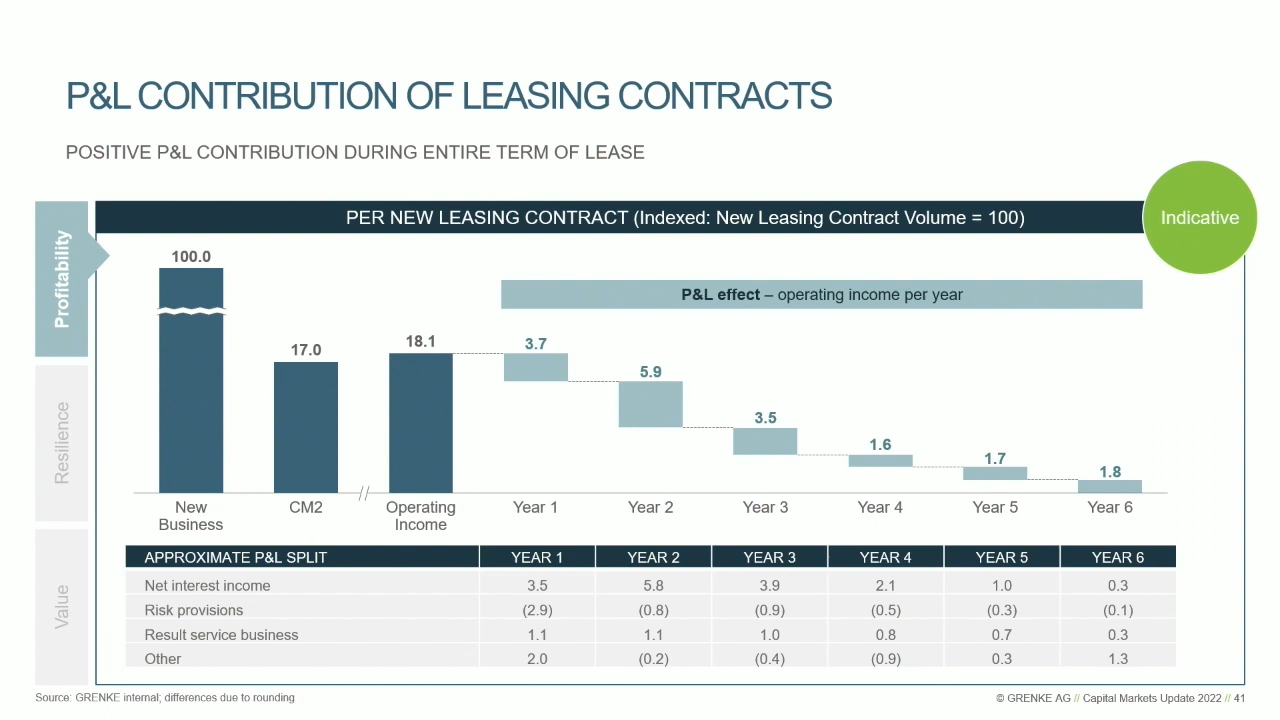 P&L CONTRIBUTION OF LEASING CONTRACTS
POSITIVE P&L CONTRIBUTION DURING ENTIRE TERM OF LEASE
Profitability
Resilience
Value
PER NEW LEASING CONTRACT (Indexed: New Leasing Contract Volume = 100)
Indicative
P&L effect – operating income per year
100.0
17.0
18.1
3.7
5.9
3.5
1.6
1.7
1.8
New Business
CM2
//
Operating Income
Year 1
Year 2
Year 3
Year 4
Year 5
Year 6
APPROXIMATE P&L SPLIT YEAR 1 YEAR 2 YEAR 3 YEAR 4 YEAR 5 YEAR 6
Net interest income 3.5 5.8 3.9 2.1 1.0 0.3
Risk provisions (2.9) (0.8) (0.9) (0.5) (0.3) (0.1)
Result service business 1.1 1.1 1.0 0.8 0.7 0.3
Other 2.0 (0.2) (0.4) (0.9) 0.3 1.3
Source: GRENKE internal; differences due to rounding
© GRENKE AG // Capital Markets Update 2022 // 41